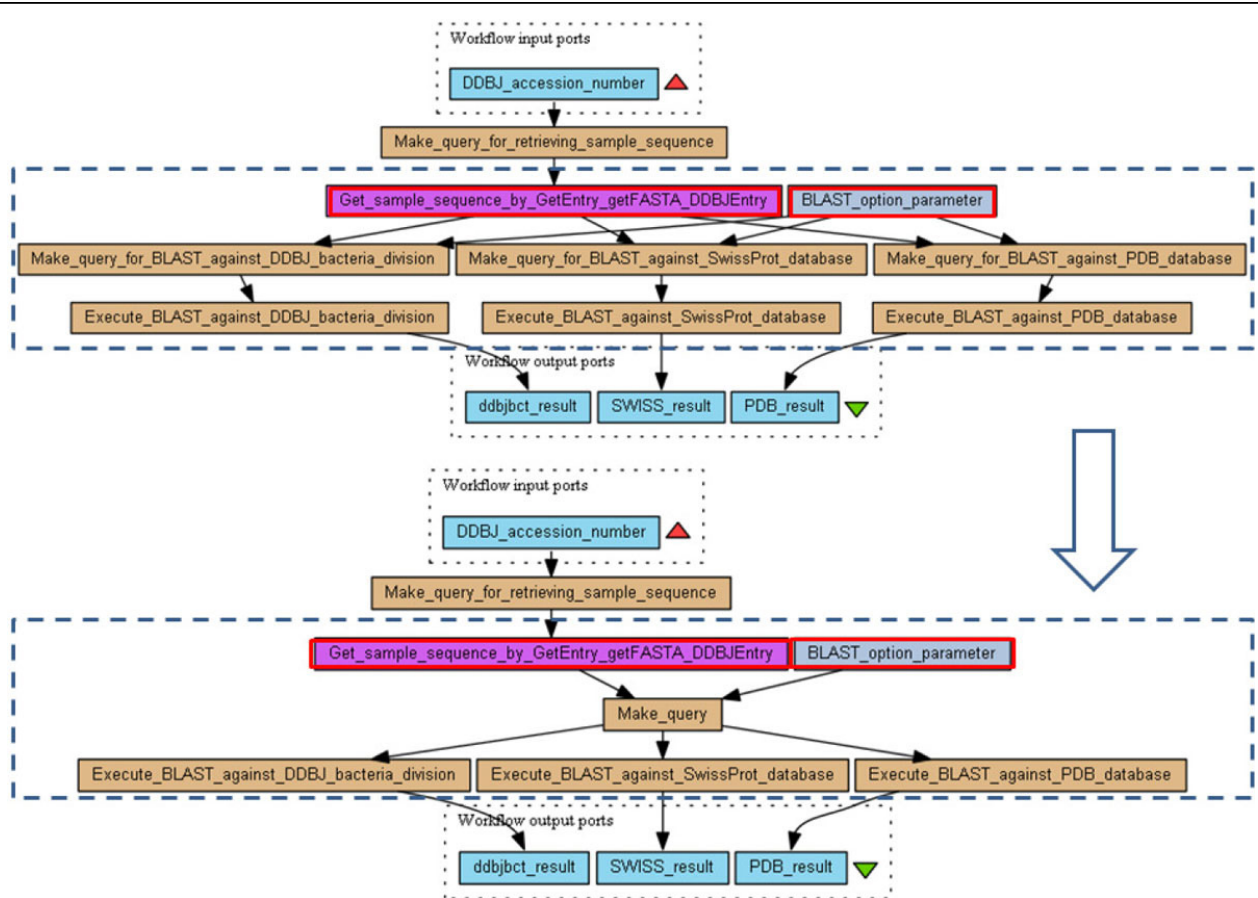 Workflow input ports
DDBJ_accession_number
Make_query_for_retrieving_sample_sequence
Get_sample_sequence_by_GetEntry_getFASTA_DDBJEntry
BLAST_option_parameter
Make_query_for_BLAST_against_DDBJ_bacteria_division
Make_query_for_BLAST_against_SwissProt_database
Make_query_for_BLAST_against_PDB_database
Execute_BLAST_against_DDBJ_bacteria_division
Execute_BLAST_against_SwissProt_database
Execute_BLAST_against_PDB_database
Workflow output ports
ddbjbct_result
SWISS_result
PDB_result
Workflow input ports
DDBJ_accession_number
Make_query_for_retrieving_sample_sequence
Get_sample_sequence_by_GetEntry_getFASTA_DDBJEntry
BLAST_option_parameter
Make_query
Execute_BLAST_against_DDBJ_bacteria_division
Execute_BLAST_against_SwissProt_database
Execute_BLAST_against_PDB_database
Workflow output ports
ddbjbct_result
SWISS_result
PDB_result